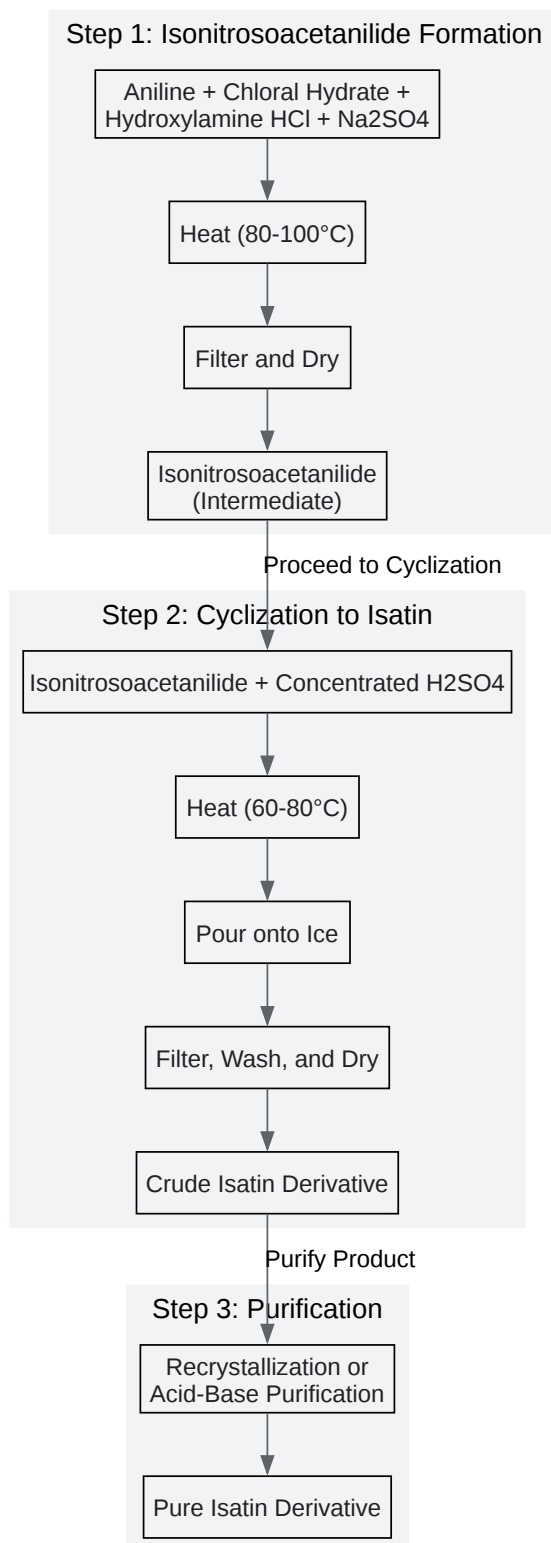 Step 1: Isonitrosoacetanilide Formation
Aniline + Chloral Hydrate +
Hydroxylamine HCl + Na2SO4
Heat (80-100°C)
Filter and Dry
Isonitrosoacetanilide
(Intermediate)
Proceed to Cyclization
Step 2: Cyclization to Isatin
Isonitrosoacetanilide + Concentrated H2SO4
Heat (60-80°C)
Pour onto Ice
Filter, Wash, and Dry
Crude Isatin Derivative
Purify Product
Step 3: Purification
Recrystallization or
Acid-Base Purification
Pure Isatin Derivative